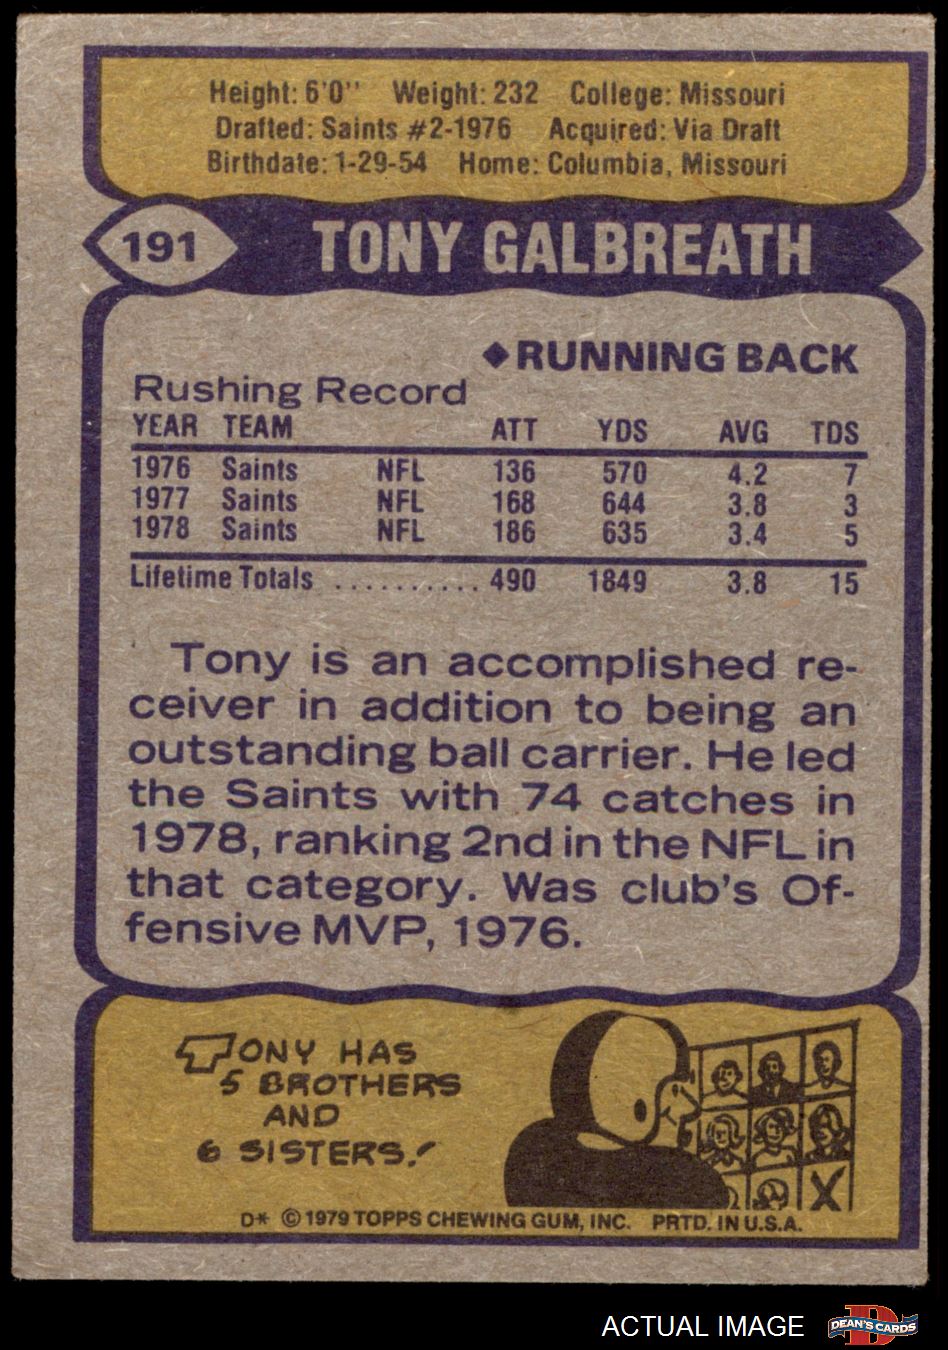 Height: 6'0'' Weight: 232 College: Missouri
Drafted: Saints #2-1976 Acquired: Via Draft
Birthdate: 1-29-54 Home: Columbia, Missouri
191 TONY GALBREATH
◆RUNNING BACK
Rushing Record
YEAR TEAM ATT YDS AVG TDS
1976 Saints NFL 136 570 4.2 7
1977 Saints NFL 168 644 3.8 3
1978 Saints NFL 186 635 3.4 5
Lifetime Totals .......... 490 1849 3.8 15
Tony is an accomplished re-
ceiver in addition to being an
outstanding ball carrier. He led
the Saints with 74 catches in
1978, ranking 2nd in the NFL in
that category. Was club's Of-
fensive MVP, 1976.
TONY HAS
5 BROTHERS
AND
6 SISTERS!
X
D* © 1979 TOPPS CHEWING GUM, INC. PRTD. IN U.S.A.
ACTUAL IMAGE D DEAN'S CARDS